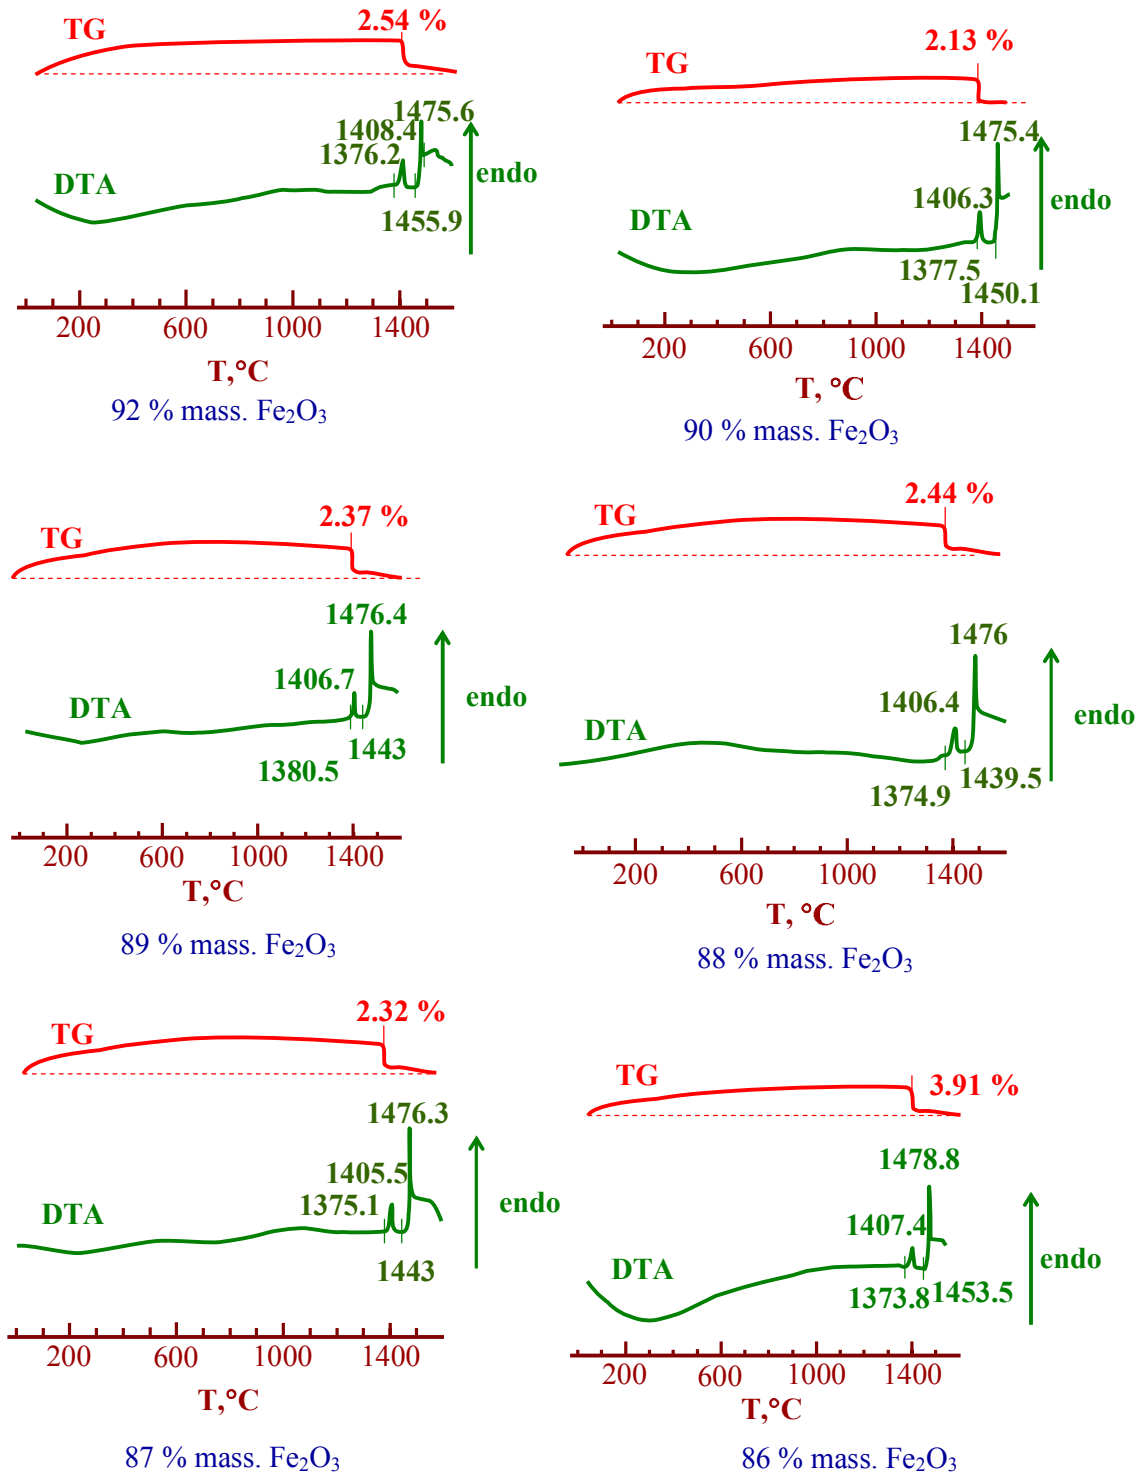 TG
2.54 %
1475.6
1408.4
1376.2
endo
DTA
1455.9
200 600 1000 1400
T,°C
92 % mass. Fe₂O₃
TG
2.13 %
1475.4
1406.3
endo
DTA
1377.5
1450.1
200 600 1000 1400
T, °C
90 % mass. Fe₂O₃
TG
2.37 %
1476.4
1406.7
endo
DTA
1443
1380.5
200 600 1000 1400
T,°C
89 % mass. Fe₂O₃
TG
2.44 %
1476
1406.4
endo
DTA
1439.5
1374.9
200 600 1000 1400
T, °C
88 % mass. Fe₂O₃
TG
2.32 %
1476.3
1405.5
1375.1
endo
DTA
1443
200 600 1000 1400
T,°C
87 % mass. Fe₂O₃
TG
3.91 %
1478.8
1407.4
endo
DTA
1373.8
1453.5
200 600 1000 1400
T,°C
86 % mass. Fe₂O₃